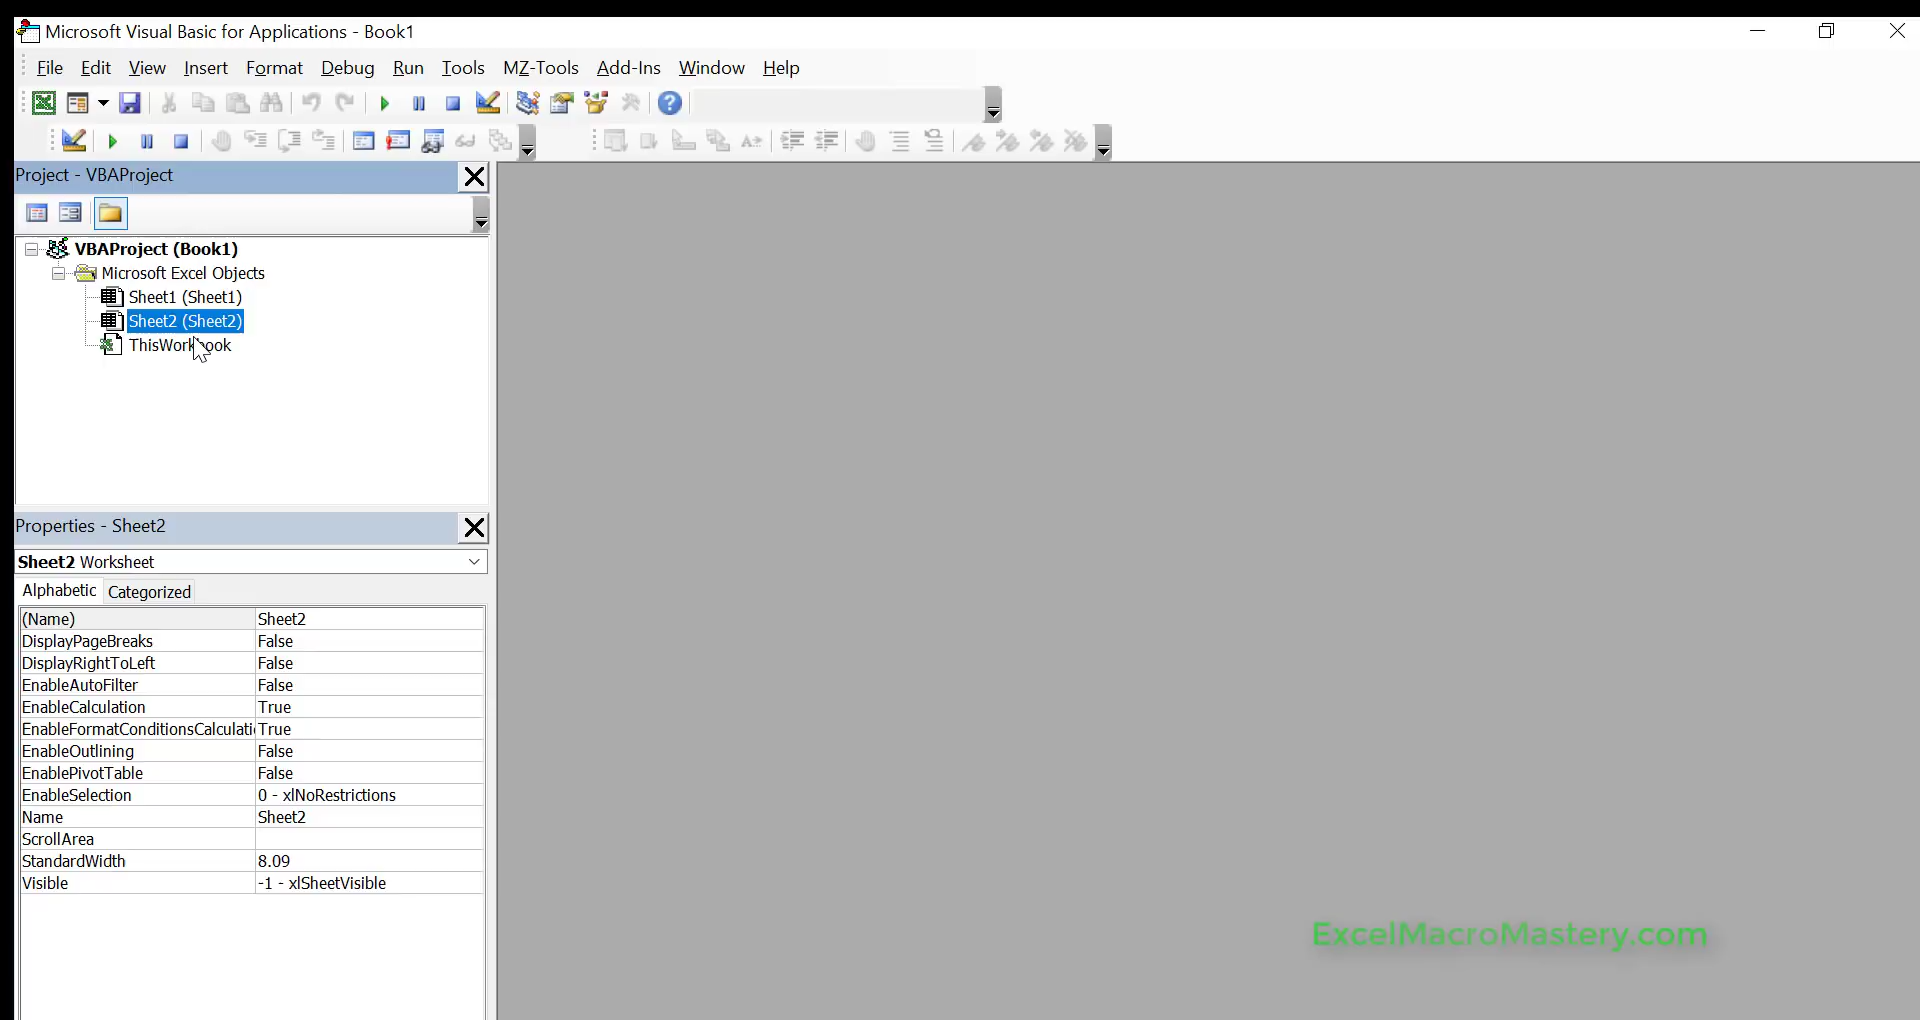 Microsoft Visual Basic for Applications - Book1
File Edit View Insert Format Debug Run Tools MZ-Tools Add-Ins Window Help
Project - VBAProject
VBAProject (Book1)
Microsoft Excel Objects
Sheet1 (Sheet1)
Sheet2 (Sheet2)
ThisWorkbook
Properties - Sheet2
Sheet2 Worksheet
Alphabetic Categorized
(Name) Sheet2
DisplayPageBreaks False
DisplayRightToLeft False
EnableAutoFilter False
EnableCalculation True
EnableFormatConditionsCalculati True
EnableOutlining False
EnablePivotTable False
EnableSelection 0 - xlNoRestrictions
Name Sheet2
ScrollArea
StandardWidth 8.09
Visible -1 - xlSheetVisible
ExcelMacroMastery.com